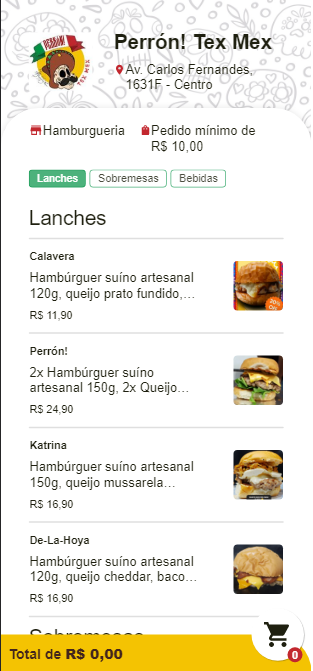 PERRÓN!
TEX MEX
Perrón! Tex Mex
Av. Carlos Fernandes,
1631F - Centro
Hamburgueria
Pedido mínimo de
R$ 10,00
Lanches
Sobremesas
Bebidas
Lanches
Calavera
Hambúrguer suíno artesanal
120g, queijo prato fundido,…
R$ 11,90
30%
OFF
Perrón!
2x Hambúrguer suíno
artesanal 150g, 2x Queijo…
R$ 24,90
Katrina
Hambúrguer suíno artesanal
150g, queijo mussarela…
R$ 16,90
De-La-Hoya
Hambúrguer suíno artesanal
120g, queijo cheddar, baco…
R$ 16,90
Sobremesas
Total de R$ 0,00
0